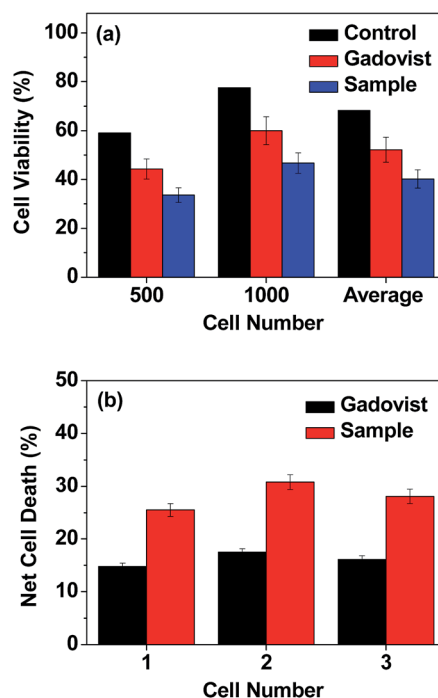 (a)
Control
Gadovist
Sample
Cell Viability (%)
100
80
60
40
20
0
500 1000 Average
Cell Number
(b)
Gadovist
Sample
Net Cell Death (%)
50
40
30
20
10
0
1 2 3
Cell Number